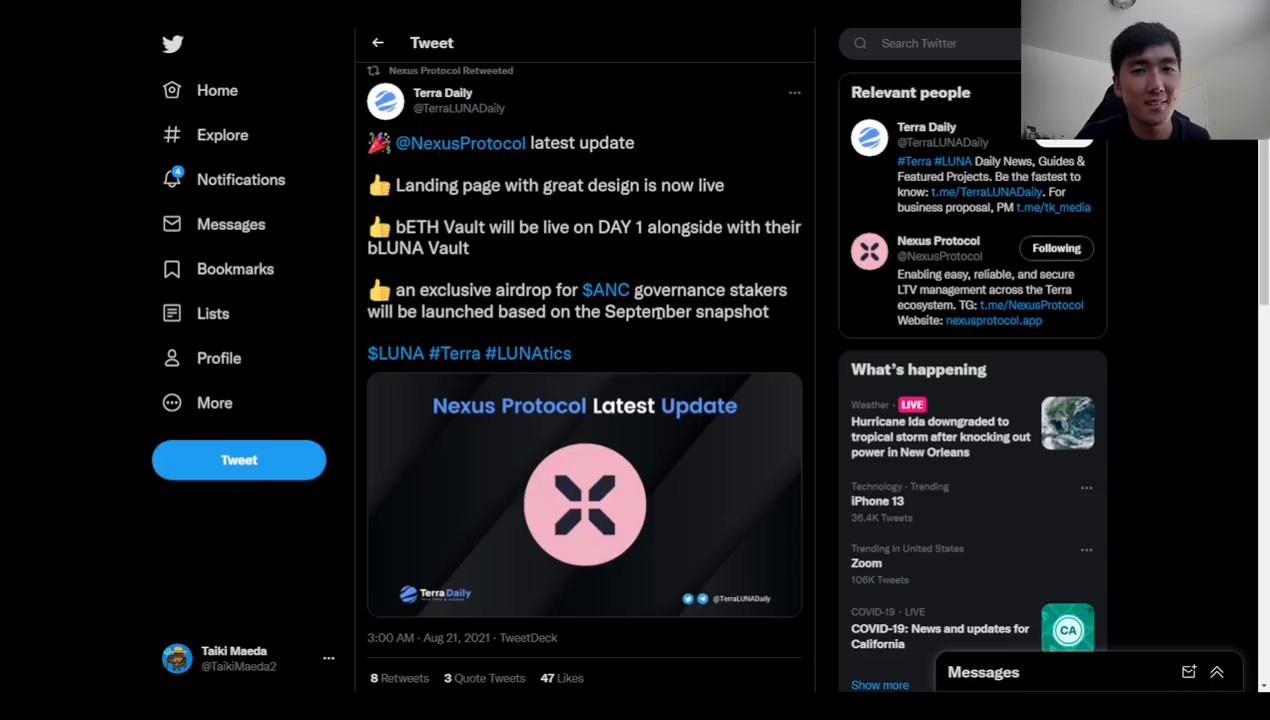 Home
Explore
4
Notifications
Messages
Bookmarks
Lists
Profile
More
Tweet
Taiki Maeda
@TaikiMaeda2
Tweet
Nexus Protocol Retweeted
Terra Daily
@TerraLUNADaily
@NexusProtocol latest update
Landing page with great design is now live
bETH Vault will be live on DAY 1 alongside with their
bLUNA Vault
an exclusive airdrop for $ANC governance stakers
will be launched based on the September snapshot
$LUNA #Terra #LUNAtics
Nexus Protocol Latest Update
Terra Daily
@TerraLUNADaily
3:00 AM · Aug 21, 2021 · TweetDeck
8 Retweets 3 Quote Tweets 47 Likes
Search Twitter
Relevant people
Terra Daily
@TerraLUNADaily
#Terra #LUNA Daily News, Guides &
Featured Projects. Be the fastest to
know: t.me/TerraLUNADaily. For
business proposal, PM t.me/tk_media
Nexus Protocol
@NexusProtocol
Following
Enabling easy, reliable, and secure
LTV management across the Terra
ecosystem. TG: t.me/NexusProtocol
Website: nexusprotocol.app
What's happening
Weather · LIVE
Hurricane Ida downgraded to
tropical storm after knocking out
power in New Orleans
Technology · Trending
iPhone 13
36.4K Tweets
Trending in United States
Zoom
106K Tweets
COVID-19 · LIVE
COVID-19: News and updates for
California
CA
Show more
Messages